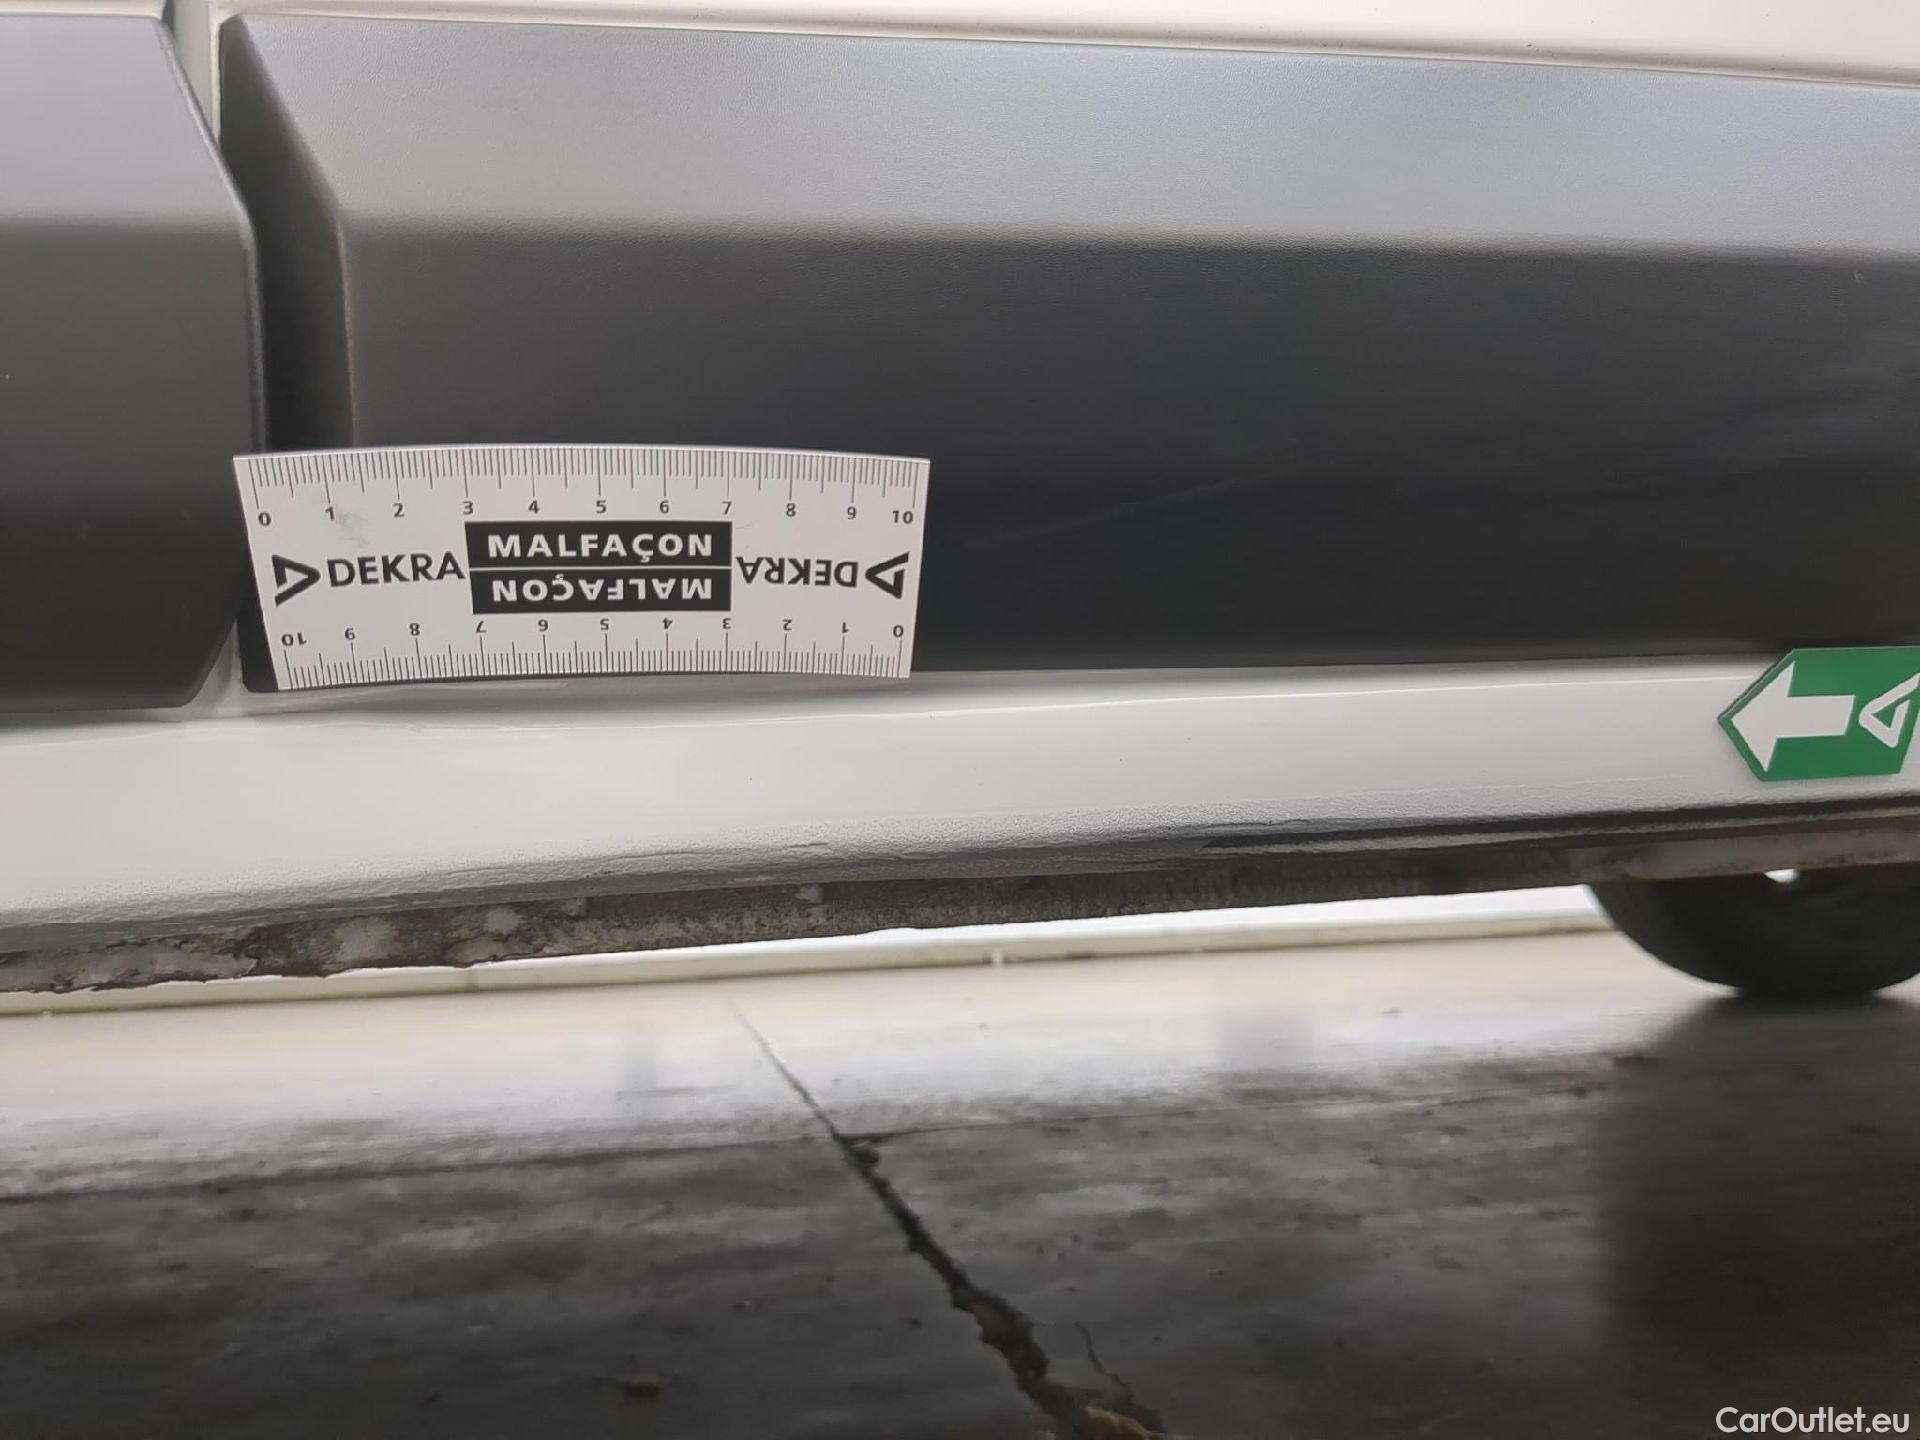 0 1 2 3 4 5 6 7 8 9 10
DEKRA MALFAÇON DEKRA
MALFAÇON
10 9 8 7 6 5 4 3 2 1 0
CarOutlet.eu